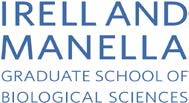 IRELL AND
MANELLA
GRADUATE SCHOOL OF
BIOLOGICAL SCIENCES